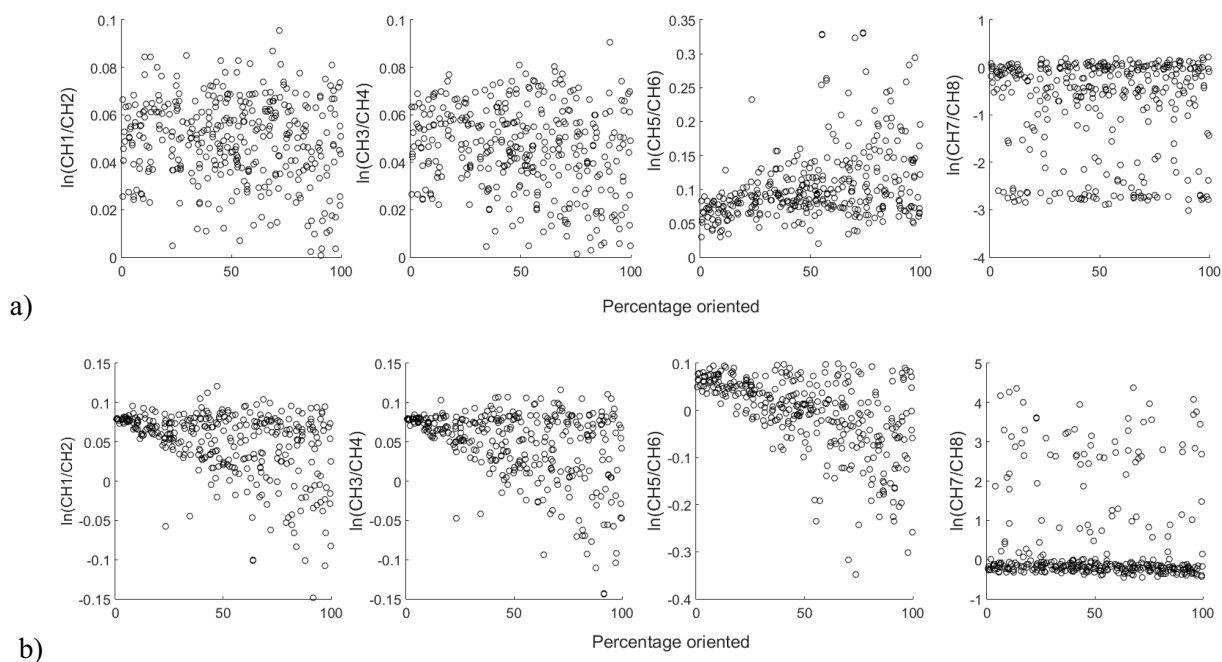 0.1
0.08
0.06
0.04
0.02
0
ln(CH1/CH2)
0 50 100
0.1
0.08
0.06
0.04
0.02
0
ln(CH3/CH4)
0 50 100
0.35
0.3
0.25
0.20
0.15
0.1
0.05
0
ln(CH5/CH6)
0 50 100
1
0
-1
-2
-3
-4
ln(CH7/CH8)
0 50 100
a)
Percentage oriented
0.15
0.1
0.05
0
-0.05
-0.1
-0.15
ln(CH1/CH2)
0 50 100
0.15
0.1
0.05
0
-0.05
-0.1
-0.15
ln(CH3/CH4)
0 50 100
0.1
0
-0.1
-0.2
-0.3
-0.4
ln(CH5/CH6)
0 50 100
5
4
3
2
1
0
-1
ln(CH7/CH8)
0 50 100
b)
Percentage oriented